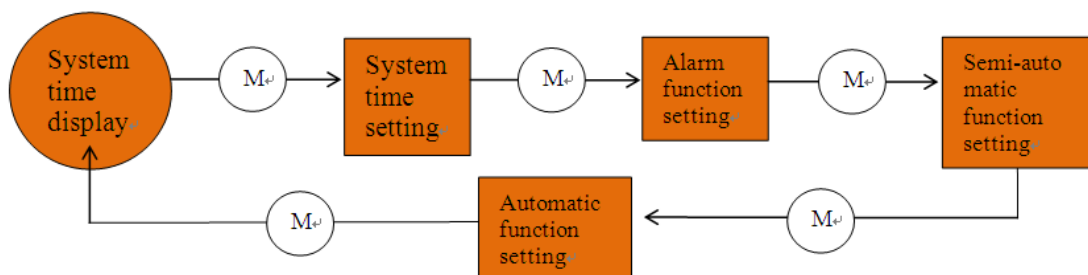 System
time
display
M
System
time
setting
M
Alarm
function
setting
M
Semi-auto
matic
function
setting
M
Automatic
function
setting
M